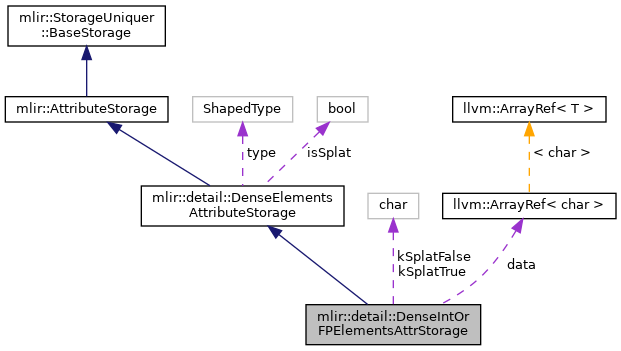 mlir::StorageUniquer
::BaseStorage
mlir::AttributeStorage
ShapedType
bool
llvm::ArrayRef< T >
type
isSplat
< char >
mlir::detail::DenseElements
AttributeStorage
char
llvm::ArrayRef< char >
kSplatFalse
kSplatTrue
data
mlir::detail::DenseIntOr
FPElementsAttrStorage